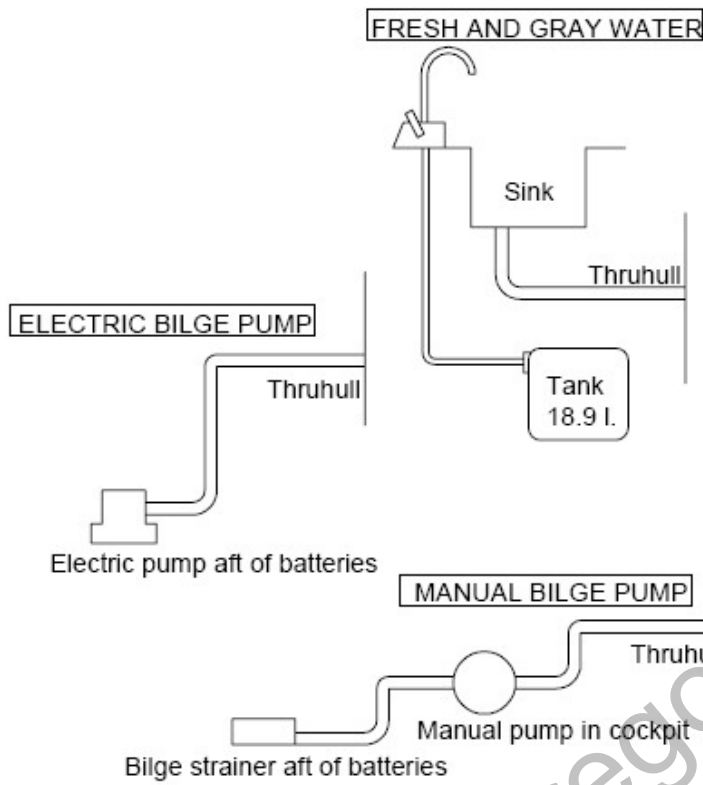 FRESH AND GRAY WATER
Sink
Thruhull
ELECTRIC BILGE PUMP
Thruhull
Tank
18.9 l.
Electric pump aft of batteries
MANUAL BILGE PUMP
Manual pump in cockpit
Bilge strainer aft of batteries